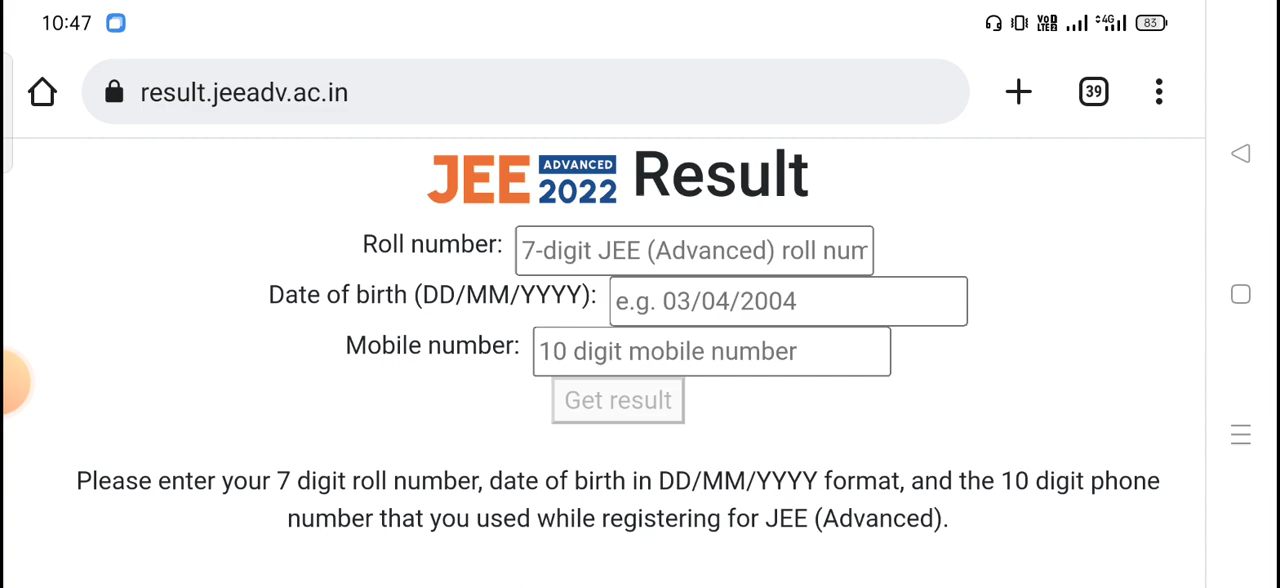 10:47
VoD LTE2 4G 83
result.jeeadv.ac.in
39
JEE ADVANCED 2022 Result
Roll number: 7-digit JEE (Advanced) roll num
Date of birth (DD/MM/YYYY): e.g. 03/04/2004
Mobile number: 10 digit mobile number
Get result
Please enter your 7 digit roll number, date of birth in DD/MM/YYYY format, and the 10 digit phone
number that you used while registering for JEE (Advanced).